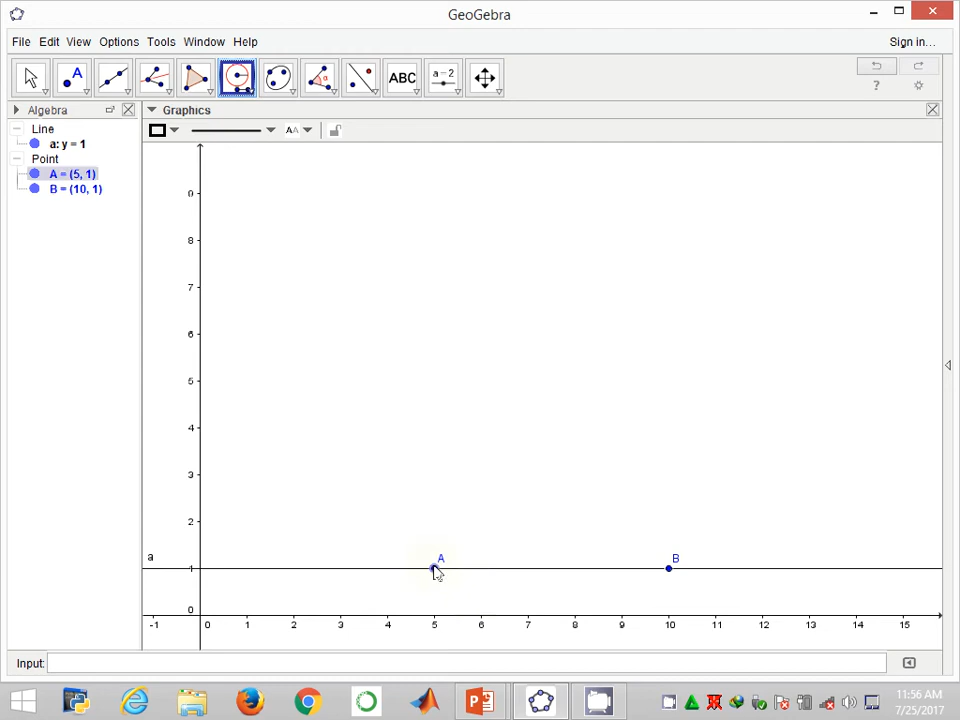 GeoGebra
File Edit View Options Tools Window Help Sign in...
A α ABC a=2
?
Algebra Graphics
Line
a: y = 1
Point
A = (5, 1)
B = (10, 1)
AA
9
8
7
6
5
4
3
2
a A B
1
0
-1 0 1 2 3 4 5 6 7 8 9 10 11 12 13 14 15
Input:
11:56 AM
7/25/2017